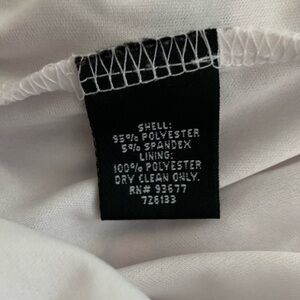 SHELL:
95% POLYESTER
5% SPANDEX
LINING:
100% POLYESTER
DRY CLEAN ONLY.
RN# 93677
728133